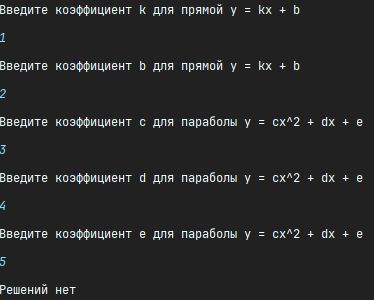 Введите коэффициент k для прямой y = kx + b
1
Введите коэффициент b для прямой y = kx + b
2
Введите коэффициент c для параболы y = cx^2 + dx + e
3
Введите коэффициент d для параболы y = cx^2 + dx + e
4
Введите коэффициент e для параболы y = cx^2 + dx + e
5
Решений нет